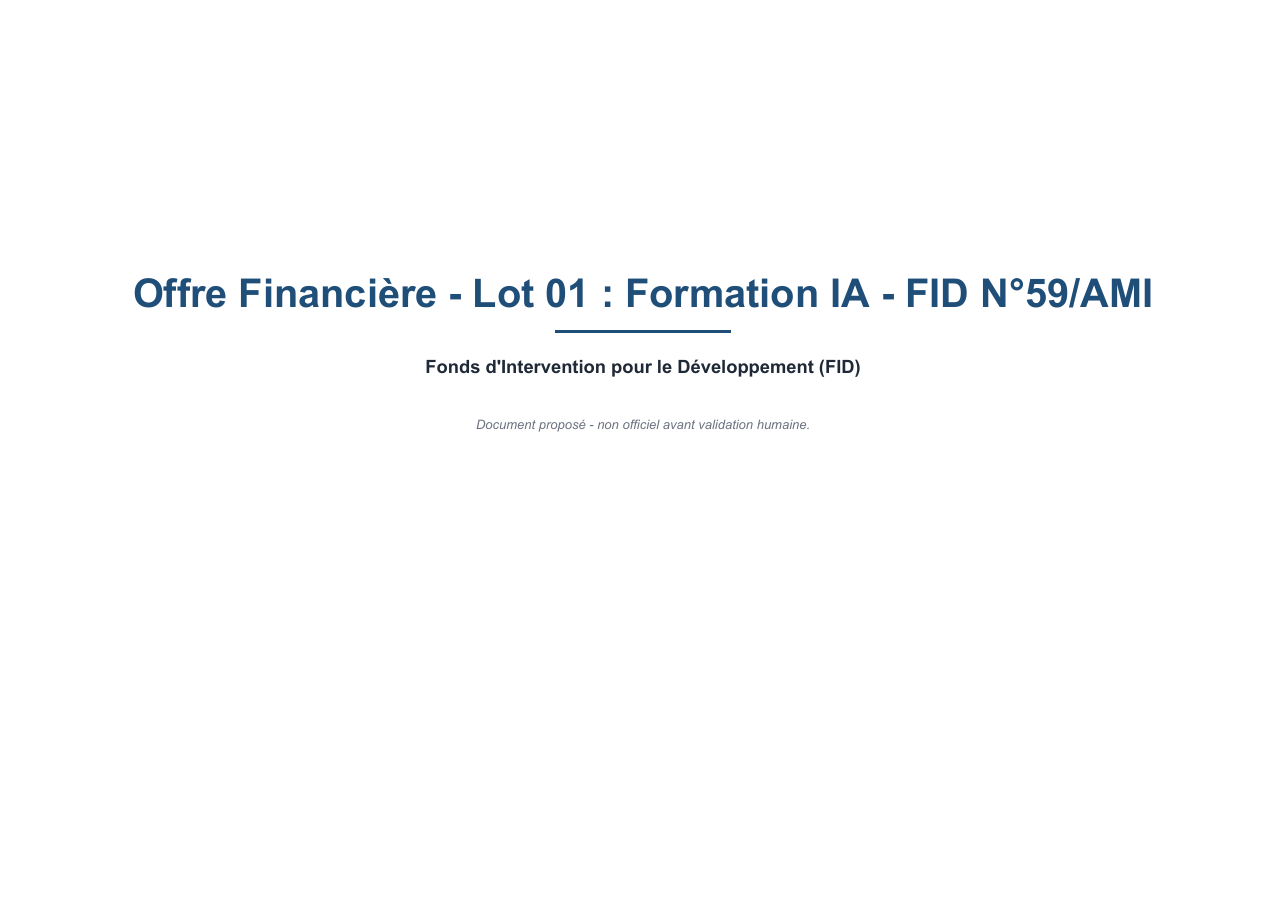 Offre Financière - Lot 01 : Formation IA - FID N°59/AMI
Fonds d'Intervention pour le Développement (FID)
Document proposé - non officiel avant validation humaine.